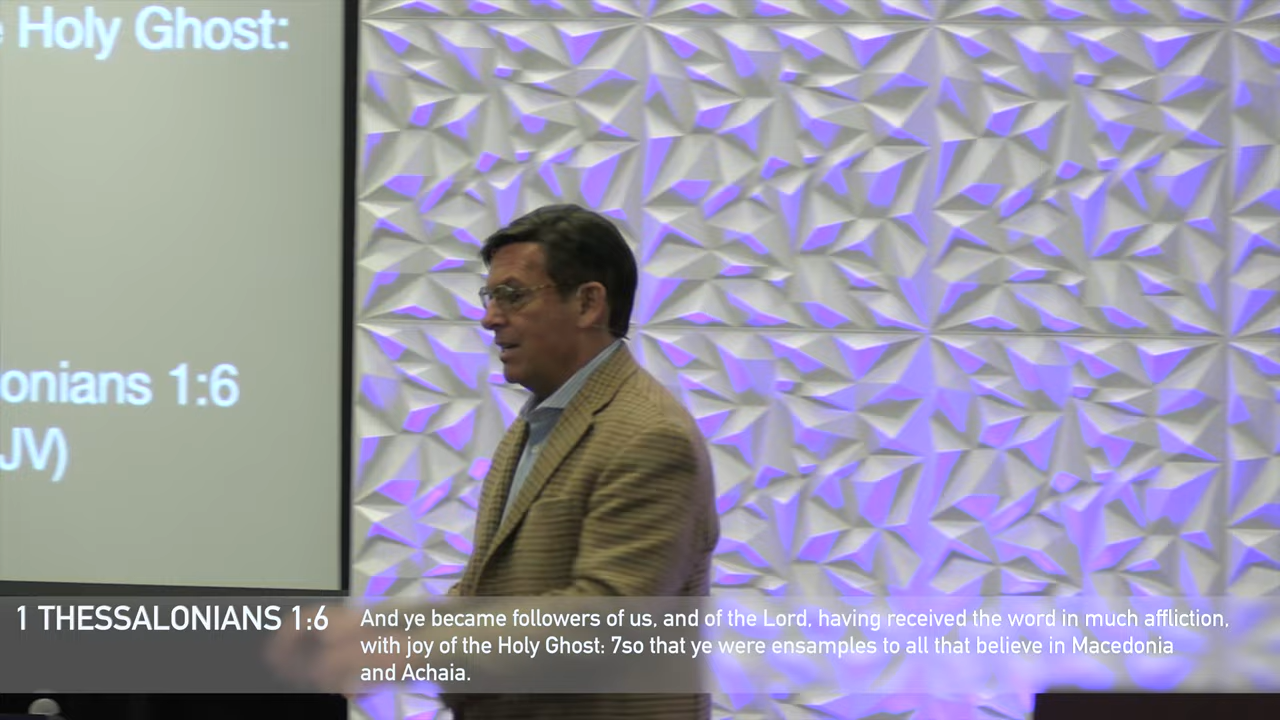 Holy Ghost:
onians 1:6
JV)
1 THESSALONIANS 1:6
And ye became followers of us, and of the Lord, having received the word in much affliction,
with joy of the Holy Ghost: 7so that ye were ensamples to all that believe in Macedonia
and Achaia.